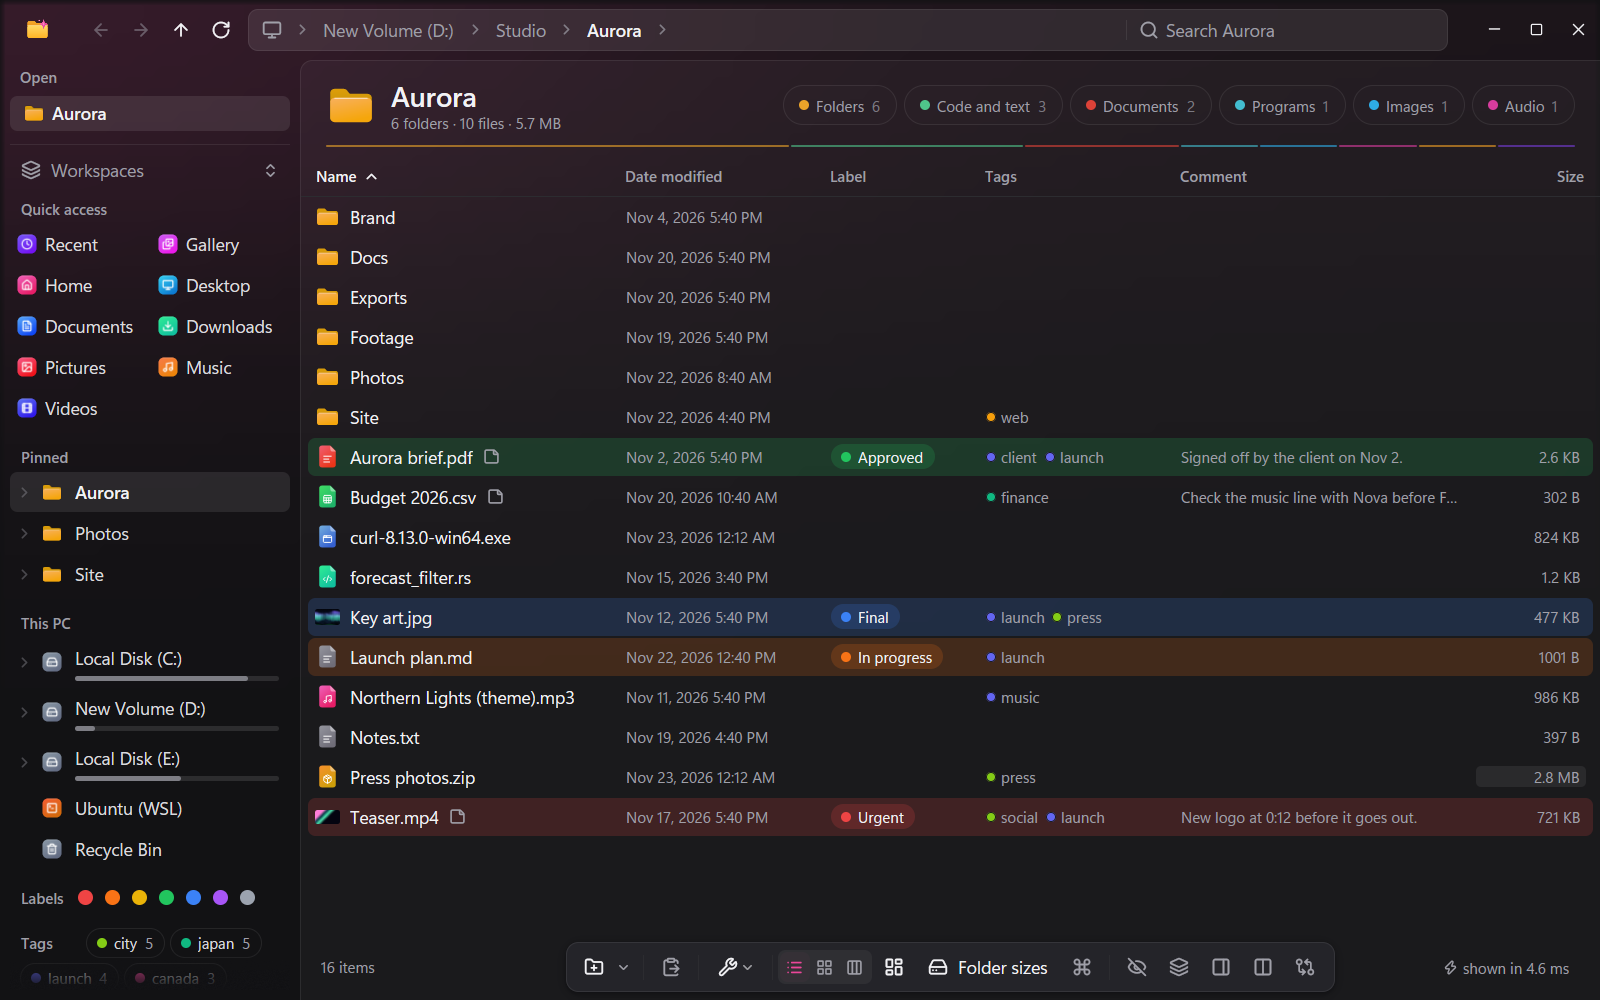 New Volume (D:) Studio Aurora Search Aurora
Open
Aurora
Workspaces
Quick access
Recent Gallery
Home Desktop
Documents Downloads
Pictures Music
Videos
Pinned
Aurora
Photos
Site
This PC
Local Disk (C:)
New Volume (D:)
Local Disk (E:)
Ubuntu (WSL)
Recycle Bin
Labels
Tags city 5 japan 5
launch 4 canada 3
Aurora
6 folders · 10 files · 5.7 MB
Folders 6 Code and text 3 Documents 2 Programs 1 Images 1 Audio 1
Name Date modified Label Tags Comment Size
Brand Nov 4, 2026 5:40 PM
Docs Nov 20, 2026 5:40 PM
Exports Nov 20, 2026 5:40 PM
Footage Nov 19, 2026 5:40 PM
Photos Nov 22, 2026 8:40 AM
Site Nov 22, 2026 4:40 PM web
Aurora brief.pdf Nov 2, 2026 5:40 PM Approved client launch Signed off by the client on Nov 2. 2.6 KB
Budget 2026.csv Nov 20, 2026 10:40 AM finance Check the music line with Nova before F... 302 B
curl-8.13.0-win64.exe Nov 23, 2026 12:12 AM 824 KB
forecast_filter.rs Nov 15, 2026 3:40 PM 1.2 KB
Key art.jpg Nov 12, 2026 5:40 PM Final launch press 477 KB
Launch plan.md Nov 22, 2026 12:40 PM In progress launch 1001 B
Northern Lights (theme).mp3 Nov 11, 2026 5:40 PM music 986 KB
Notes.txt Nov 19, 2026 4:40 PM 397 B
Press photos.zip Nov 23, 2026 12:12 AM press 2.8 MB
Teaser.mp4 Nov 17, 2026 5:40 PM Urgent social launch New logo at 0:12 before it goes out. 721 KB
16 items Folder sizes shown in 4.6 ms